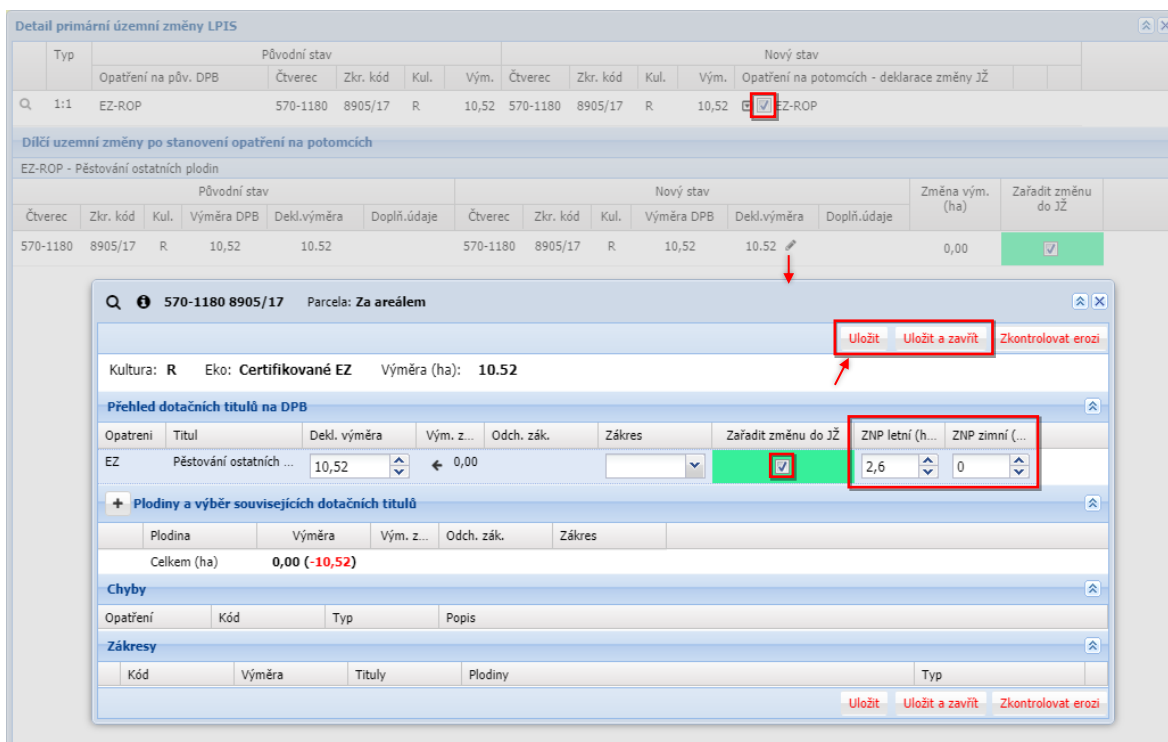 Detail primární územní změny LPIS
Typ Původní stav Nový stav
Opatření na pův. DPB Čtverec Zkr. kód Kul. Vým. Čtverec Zkr. kód Kul. Vým. Opatření na potomcích - deklarace změny JŽ
1:1 EZ-ROP 570-1180 8905/17 R 10,52 570-1180 8905/17 R 10,52 EZ-ROP
Dílčí uzemní změny po stanovení opatření na potomcích
EZ-ROP - Pěstování ostatních plodin
Původní stav Nový stav Změna vým. (ha) Zařadit změnu do JŽ
Čtverec Zkr. kód Kul. Výměra DPB Dekl.výměra Doplň.údaje Čtverec Zkr. kód Kul. Výměra DPB Dekl.výměra Doplň.údaje
570-1180 8905/17 R 10,52 10.52 570-1180 8905/17 R 10,52 10.52 0,00
570-1180 8905/17 Parcela: Za areálem
Uložit Uložit a zavřít Zkontrolovat erozi
Kultura: R Eko: Certifikované EZ Výměra (ha): 10.52
Přehled dotačních titulů na DPB
Opatreni Titul Dekl. výměra Vým. z... Odch. zák. Zákres Zařadit změnu do JŽ ZNP letní (h... ZNP zimní (...
EZ Pěstování ostatních ... 10,52 0,00 2,6 0
+ Plodiny a výběr souvisejících dotačních titulů
Plodina Výměra Vým. z... Odch. zák. Zákres
Celkem (ha) 0,00 (-10,52)
Chyby
Opatření Kód Typ Popis
Zákresy
Kód Výměra Tituly Plodiny Typ
Uložit Uložit a zavřít Zkontrolovat erozi